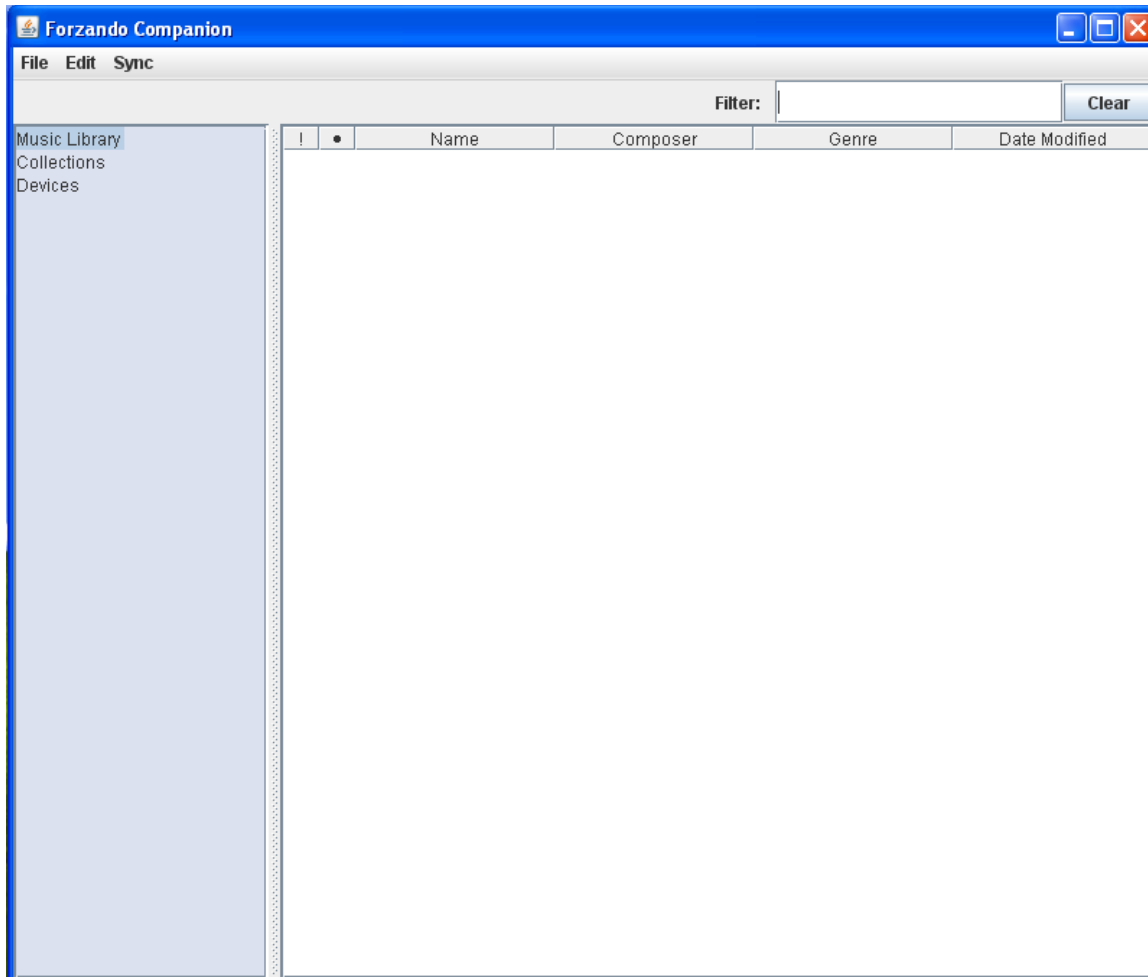 Forzando Companion
File Edit Sync
Filter: Clear
Music Library
Collections
Devices
! • Name Composer Genre Date Modified